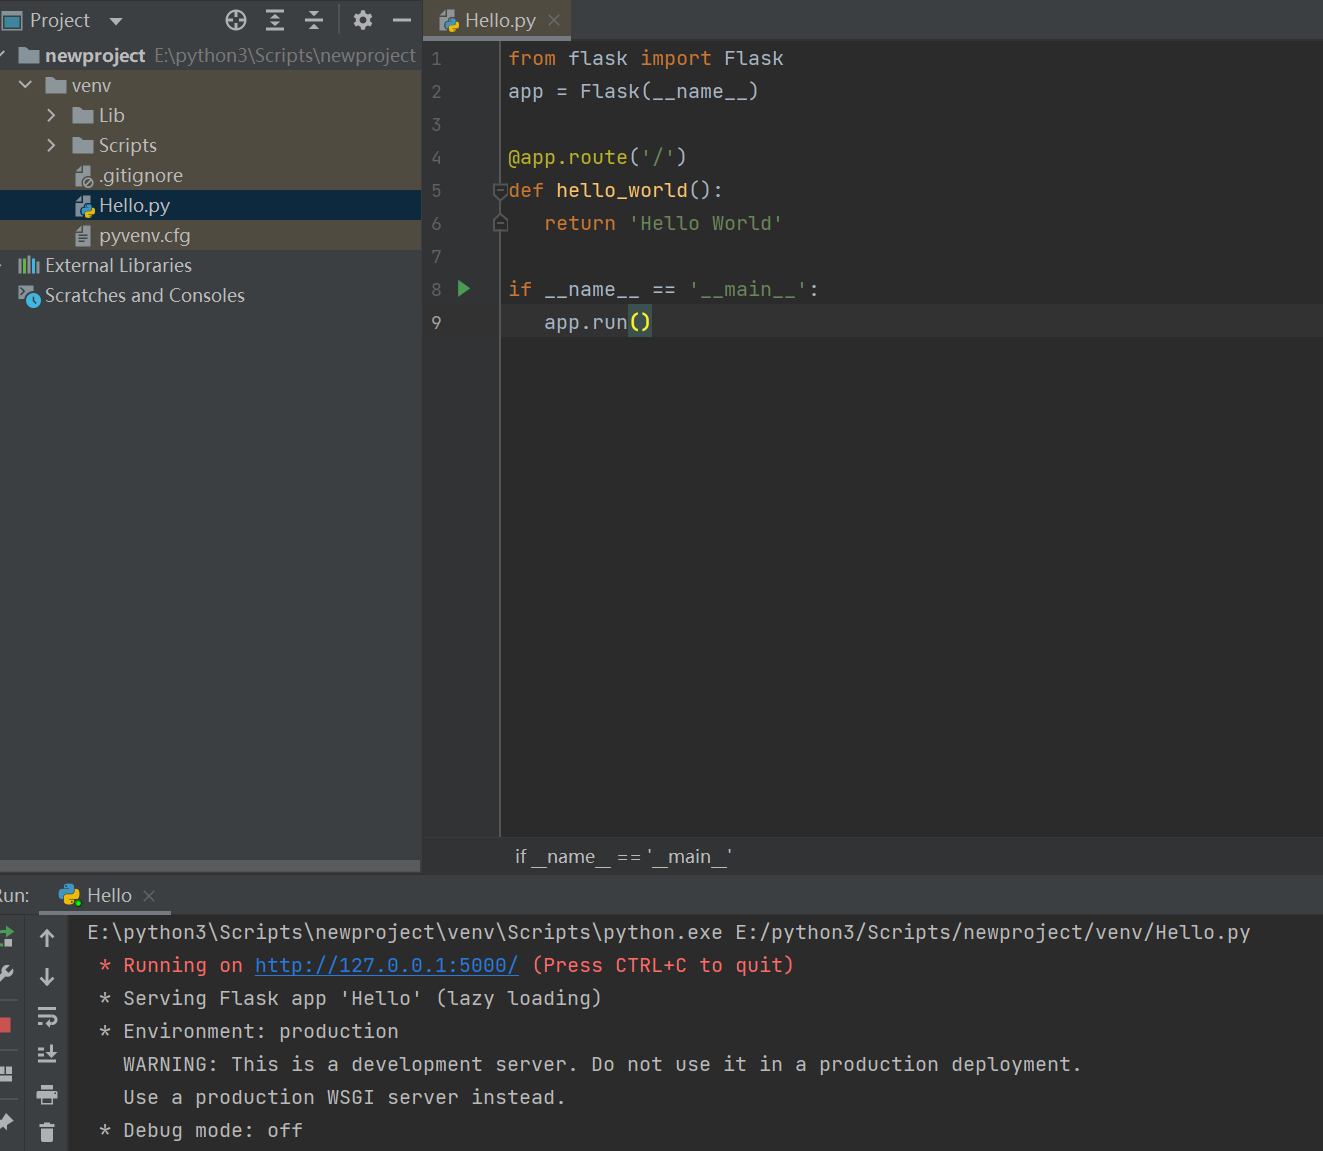 Project
newproject E:\python3\Scripts\newproject
venv
Lib
Scripts
.gitignore
Hello.py
pyvenv.cfg
External Libraries
Scratches and Consoles
Hello.py
1 from flask import Flask
2 app = Flask(__name__)
3
4 @app.route('/')
5 def hello_world():
6 return 'Hello World'
7
8 if __name__ == '__main__':
9 app.run()
if __name__ == '__main__'
Run: Hello
E:\python3\Scripts\newproject\venv\Scripts\python.exe E:/python3/Scripts/newproject/venv/Hello.py
* Running on http://127.0.0.1:5000/ (Press CTRL+C to quit)
* Serving Flask app 'Hello' (lazy loading)
* Environment: production
WARNING: This is a development server. Do not use it in a production deployment.
Use a production WSGI server instead.
* Debug mode: off